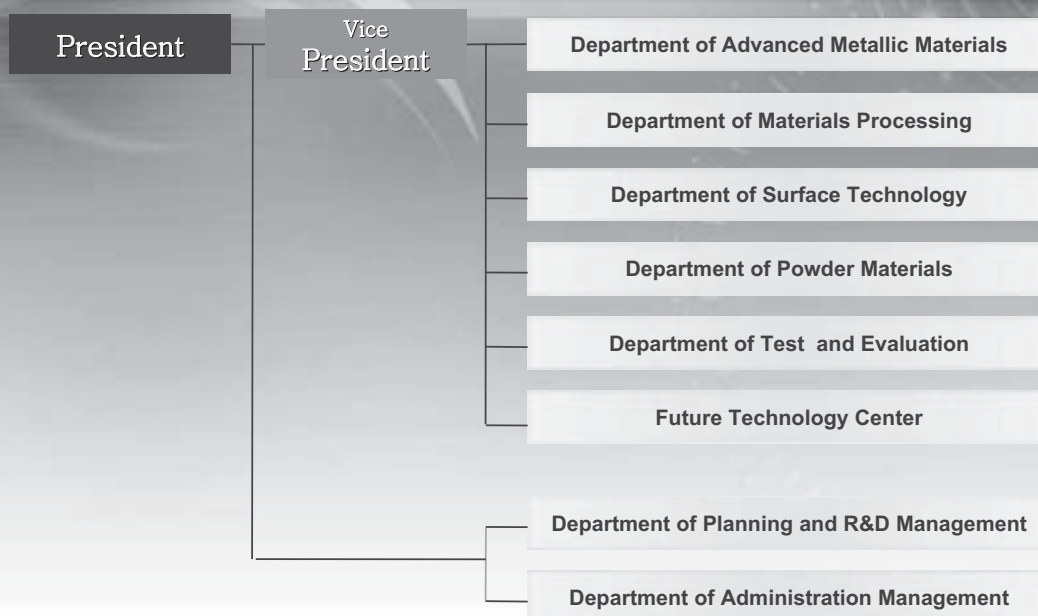 President
Vice
President
Department of Advanced Metallic Materials
Department of Materials Processing
Department of Surface Technology
Department of Powder Materials
Department of Test and Evaluation
Future Technology Center
Department of Planning and R&D Management
Department of Administration Management